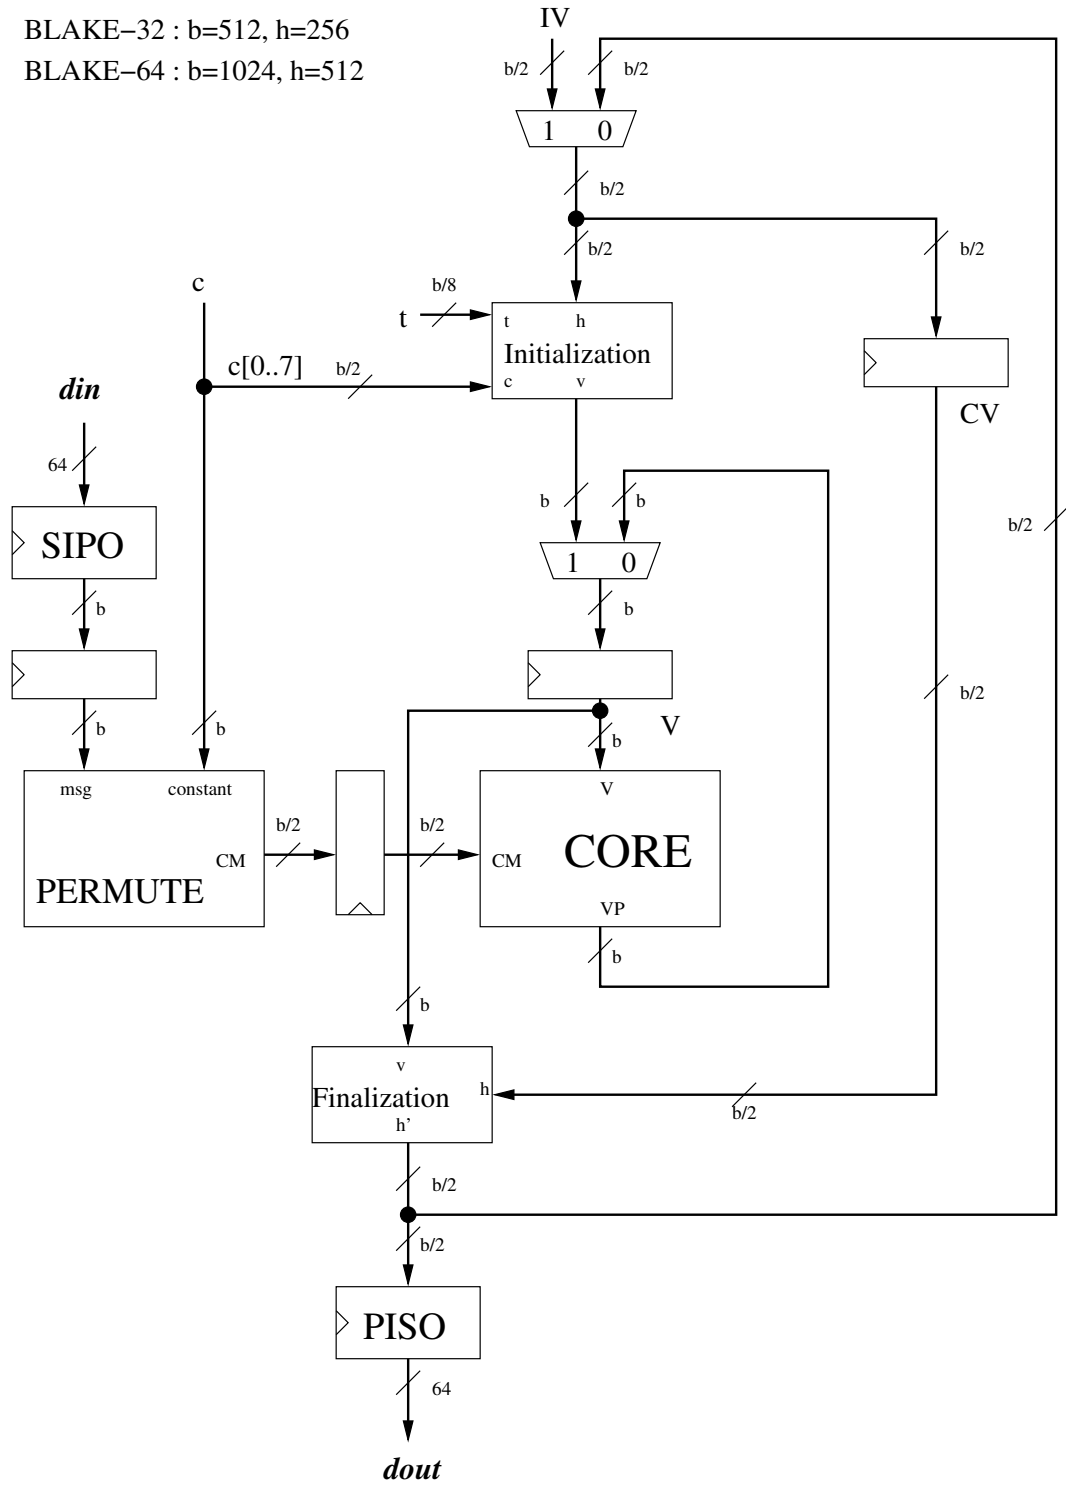 BLAKE−32 : b=512, h=256
BLAKE−64 : b=1024, h=512
IV
b/2
b/2
1 0
b/2
b/2
b/2
c
b/8
t
t h
Initialization
c v
c[0..7]
b/2
CV
din
64
SIPO
b
b
b
b
b
1 0
b
b/2
b/2
V
b
b
msg constant
CM
PERMUTE
b/2
b/2
V
CM
CORE
VP
b
b
v
Finalization
h
h'
b/2
b/2
b/2
PISO
64
dout